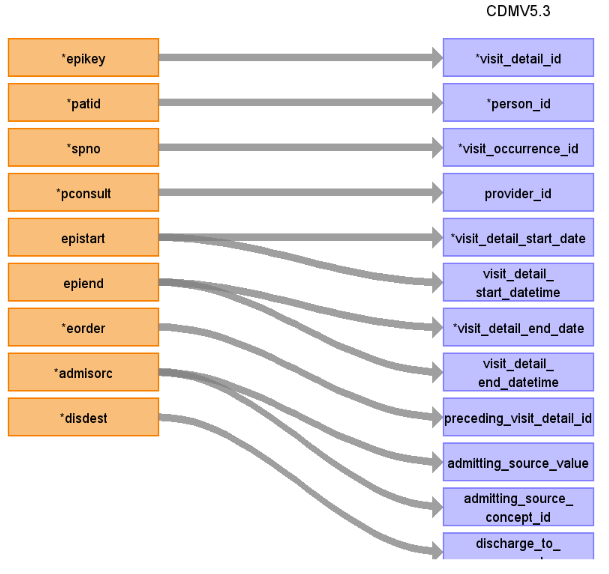 CDMV5.3
*epikey
*visit_detail_id
*patid
*person_id
*spno
*visit_occurrence_id
*pconsult
provider_id
epistart
*visit_detail_start_date
epiend
visit_detail_
start_datetime
*eorder
*visit_detail_end_date
*admisorc
visit_detail_
end_datetime
*disdest
preceding_visit_detail_id
admitting_source_value
admitting_source_
concept_id
discharge_to_